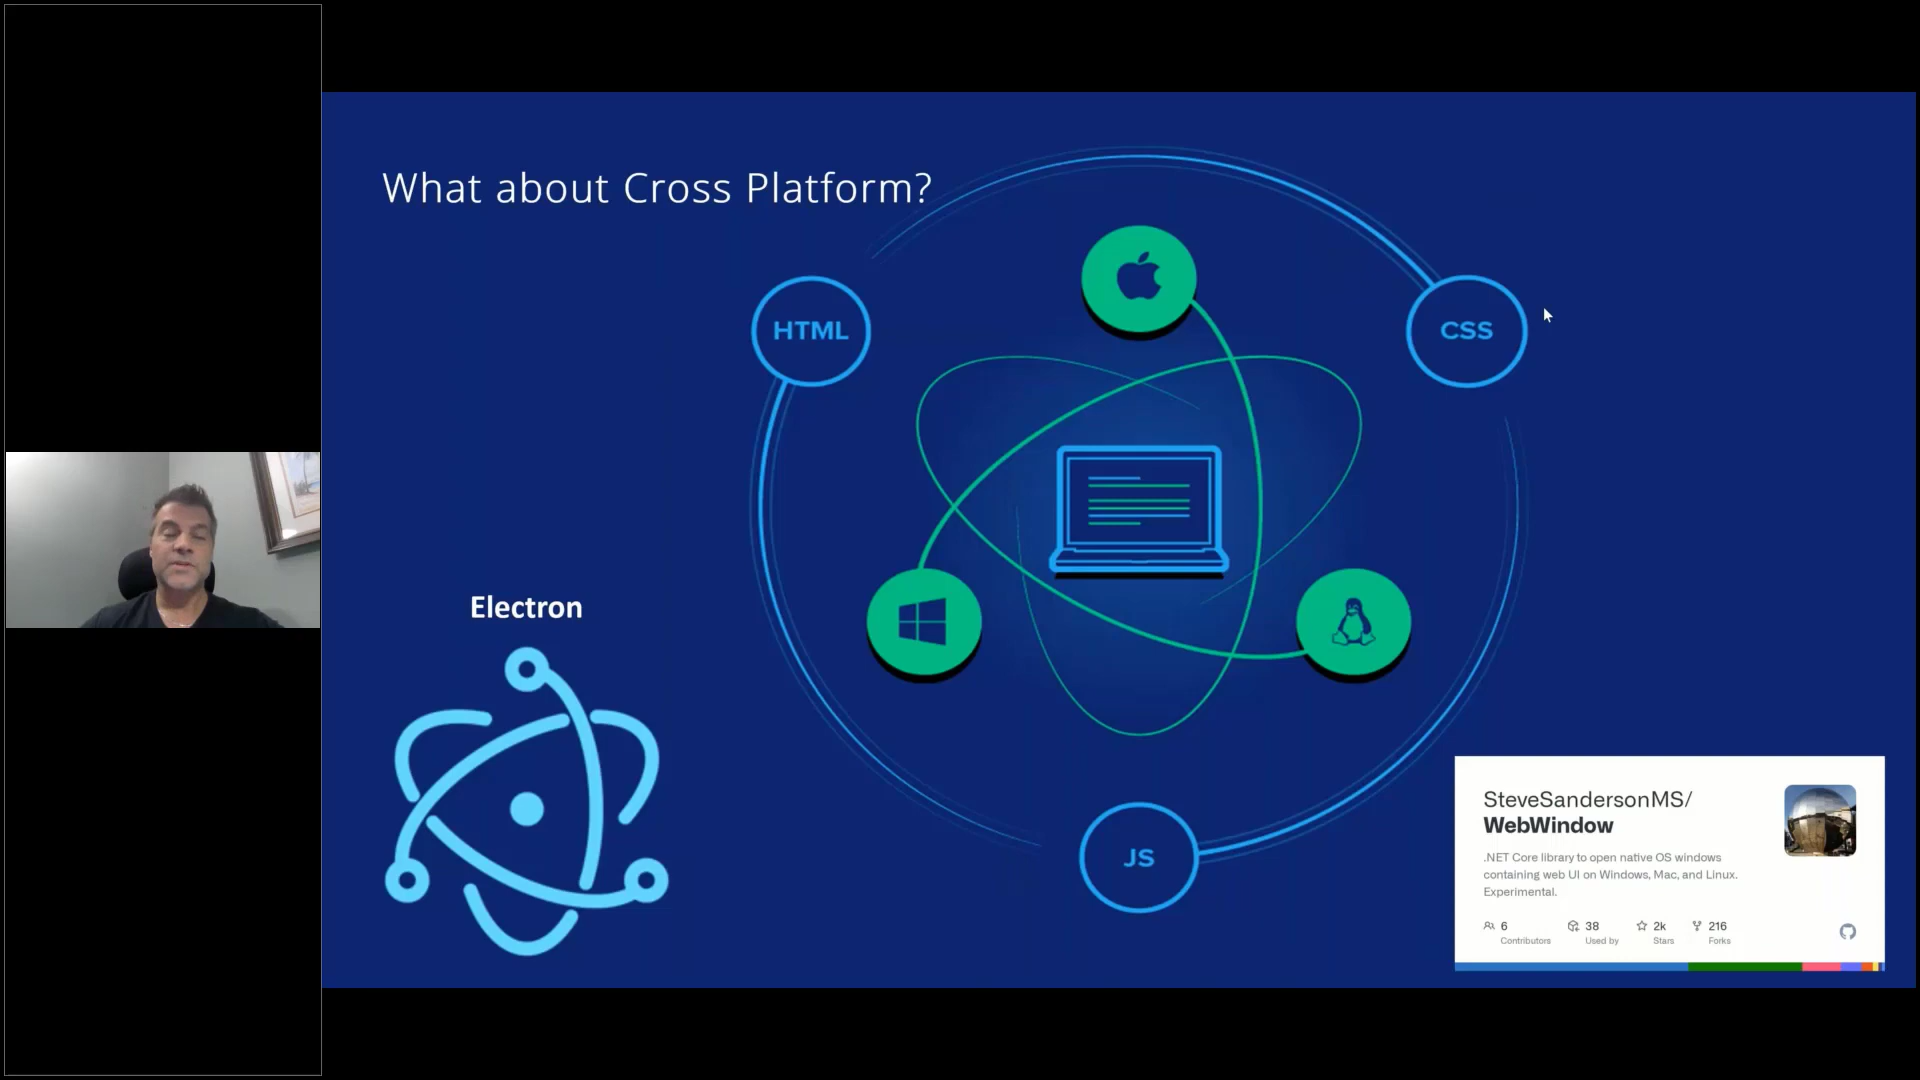 What about Cross Platform?
HTML
CSS
Electron
JS
SteveSandersonMS/
WebWindow
.NET Core library to open native OS windows
containing web UI on Windows, Mac, and Linux.
Experimental.
6 38 2k 216
Contributors Used by Stars Forks